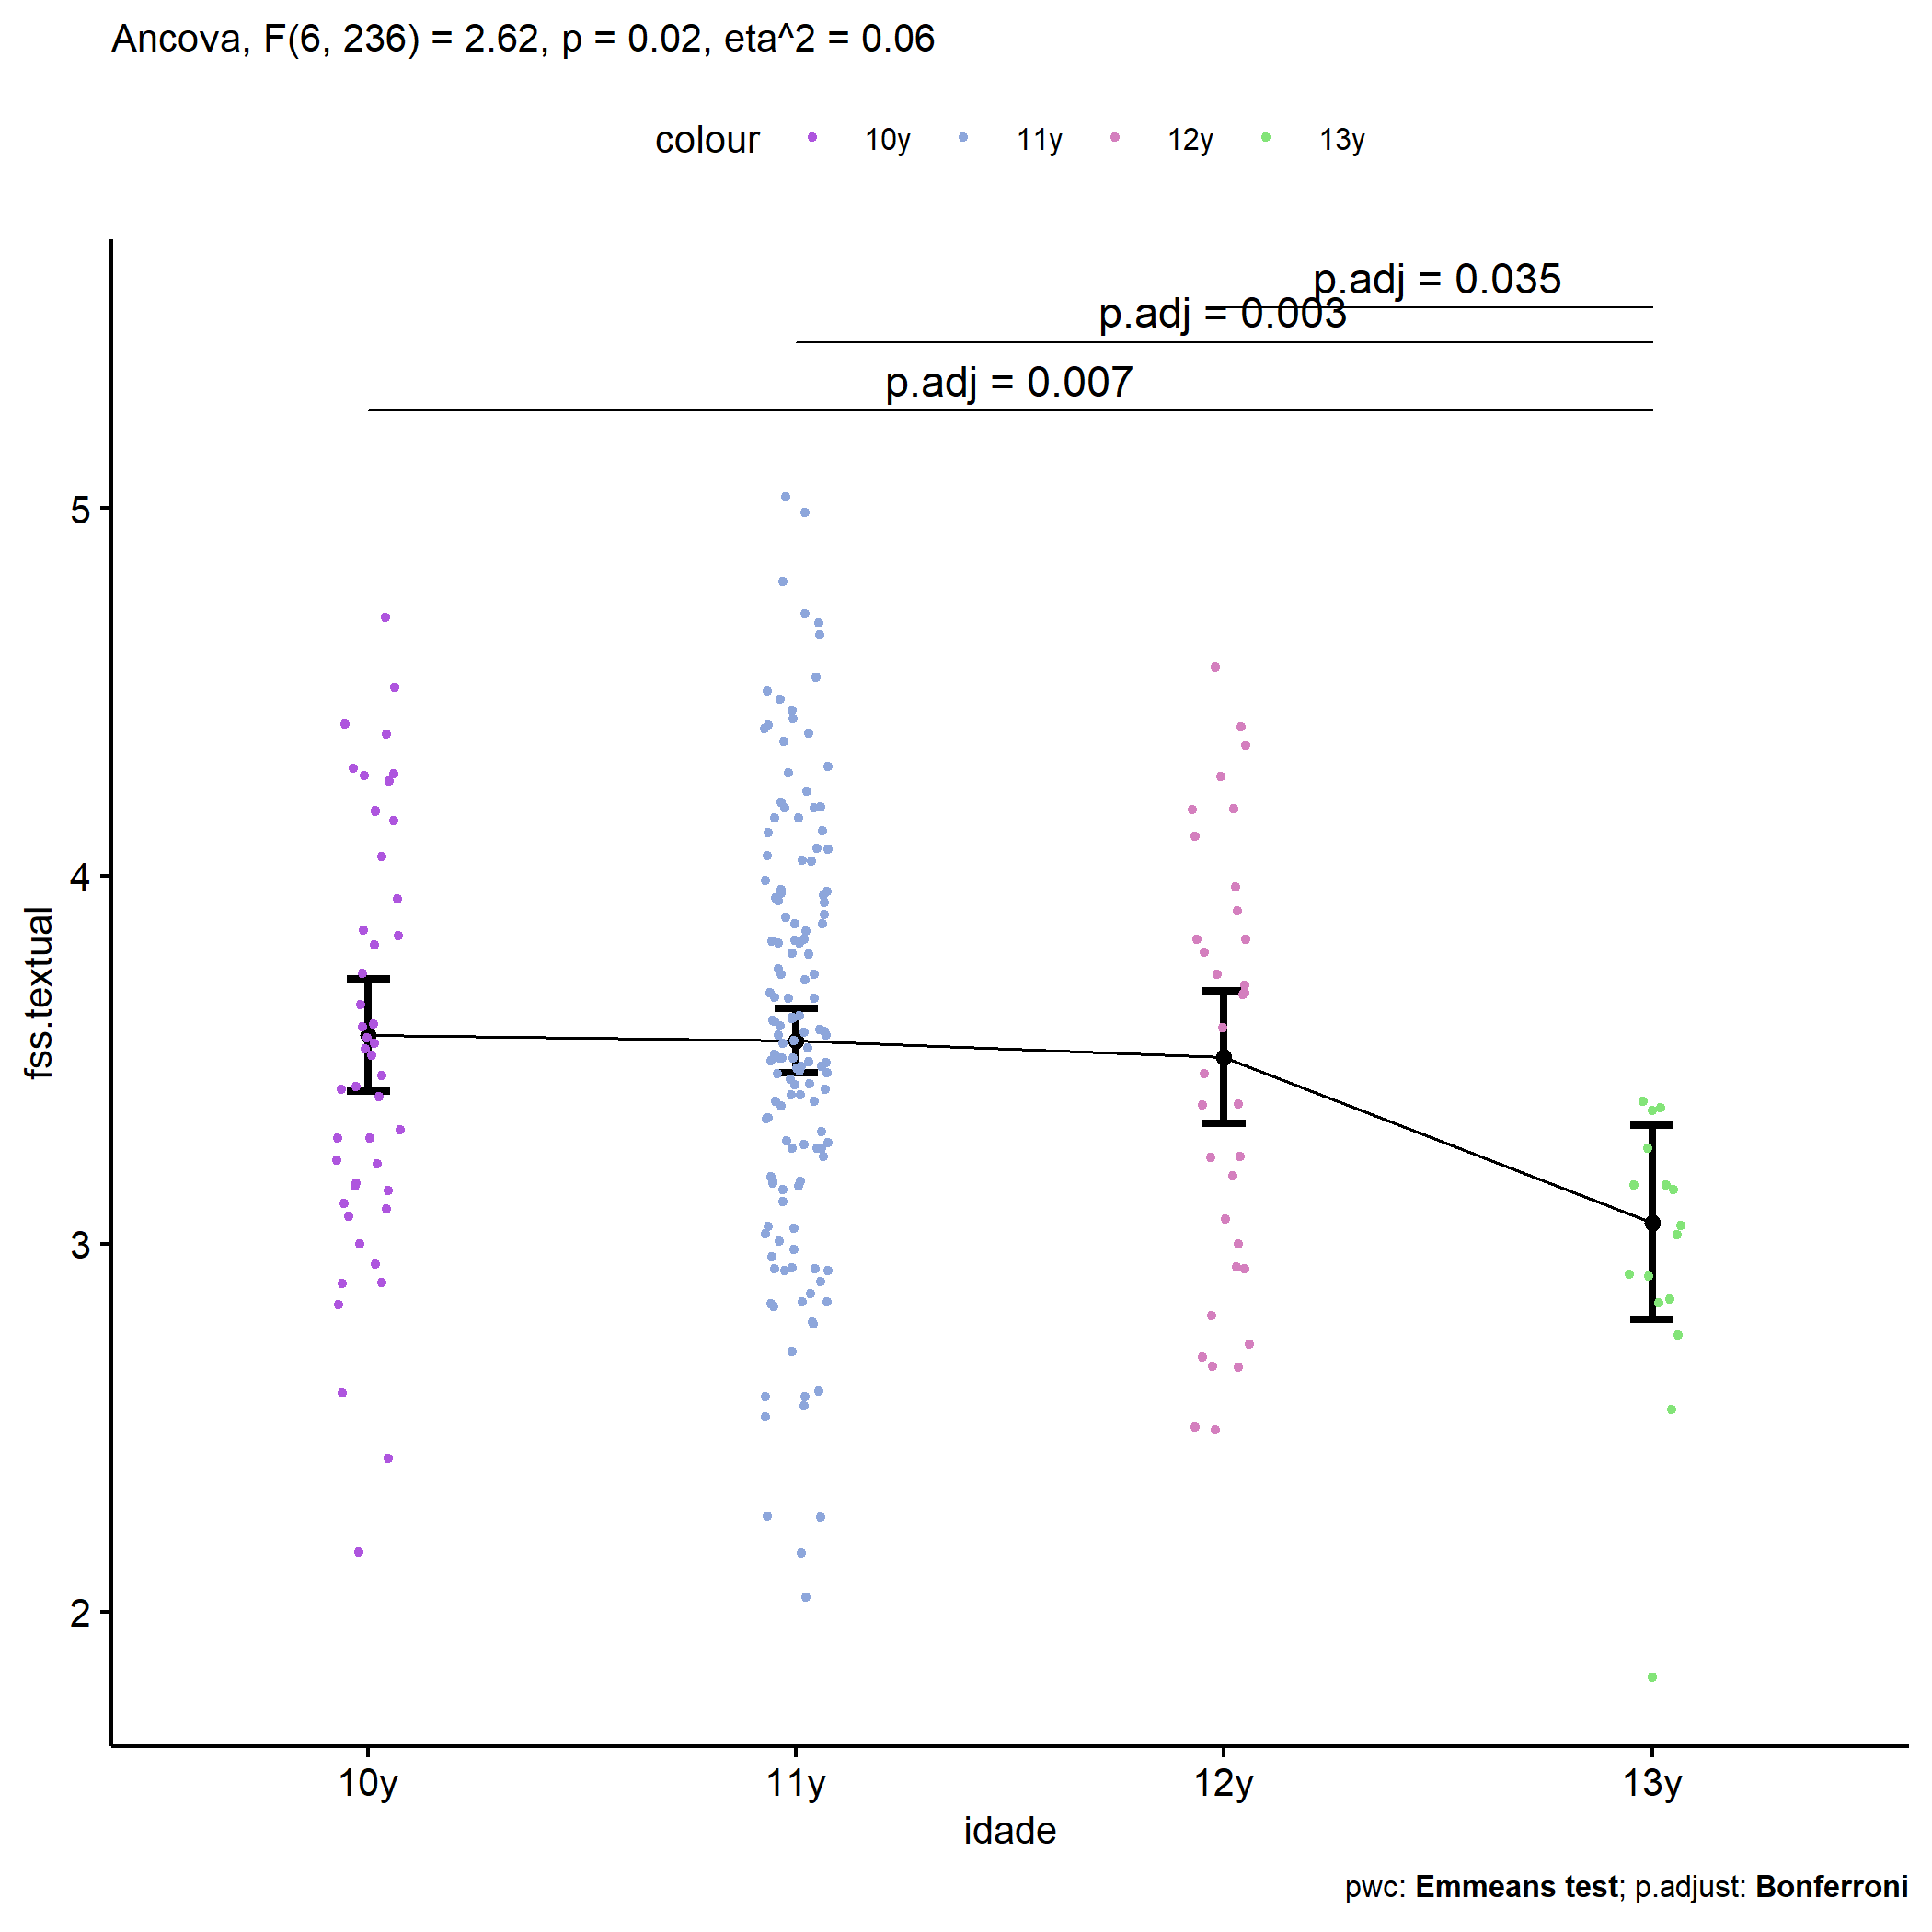 Ancova, F(6, 236) = 2.62, p = 0.02, eta^2 = 0.06
colour 10y 11y 12y 13y
p.adj = 0.035
p.adj = 0.003
p.adj = 0.007
5
4
3
2
fss.textual
10y 11y 12y 13y
idade
pwc: Emmeans test; p.adjust: Bonferroni